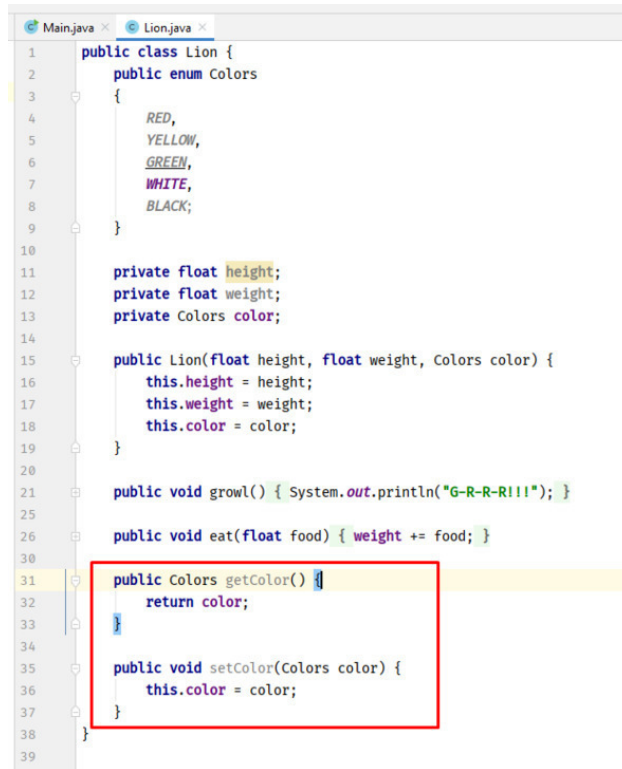 Main.java Lion.java
1 public class Lion {
2 public enum Colors
3 {
4 RED,
5 YELLOW,
6 GREEN,
7 WHITE,
8 BLACK;
9 }
10
11 private float height;
12 private float weight;
13 private Colors color;
14
15 public Lion(float height, float weight, Colors color) {
16 this.height = height;
17 this.weight = weight;
18 this.color = color;
19 }
20
21 public void growl() { System.out.println("G-R-R-R!!!"); }
25
26 public void eat(float food) { weight += food; }
30
31 public Colors getColor() {
32 return color;
33 }
34
35 public void setColor(Colors color) {
36 this.color = color;
37 }
38 }
39